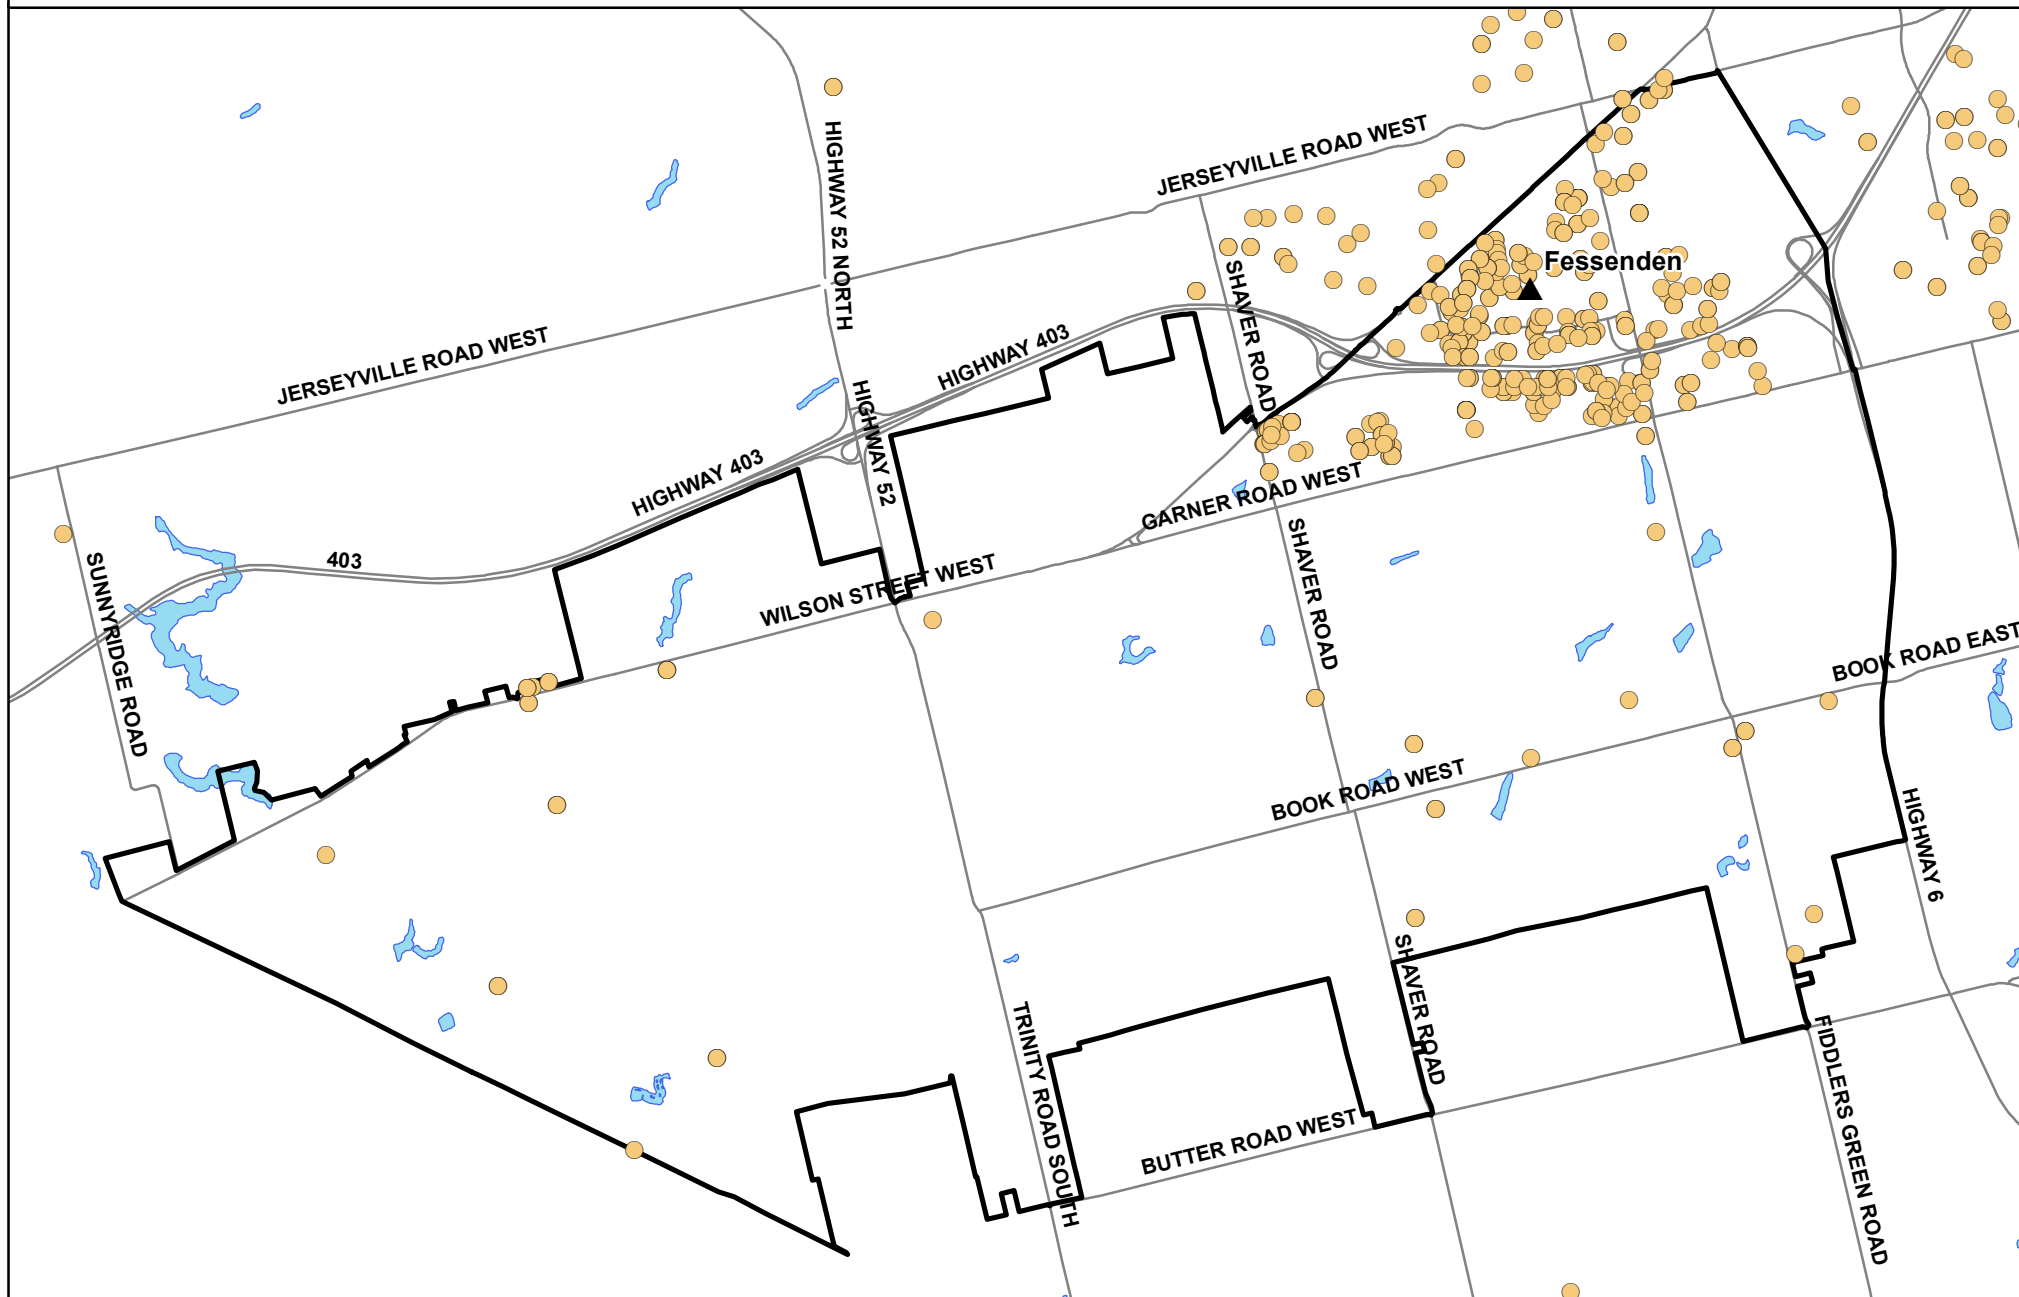 JERSEYVILLE ROAD WEST
HIGHWAY 52 NORTH
Fessenden
SHAVER ROAD
HIGHWAY 403
JERSEYVILLE ROAD WEST
HIGHWAY 52
HIGHWAY 403
GARNER ROAD WEST
403
SUNNYRIDGE ROAD
WILSON STREET WEST
SHAVER ROAD
BOOK ROAD EAST
BOOK ROAD WEST
HIGHWAY 6
SHAVER ROAD
TRINITY ROAD SOUTH
BUTTER ROAD WEST
FIDDLERS GREEN ROAD